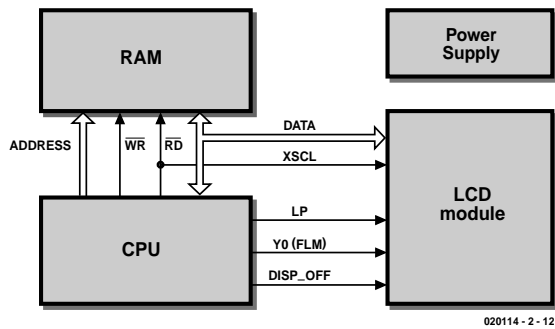 RAM
Power
Supply
ADDRESS
WR
RD
DATA
XSCL
LCD
module
CPU
LP
Y0 (FLM)
DISP_OFF
020114 - 2 - 12